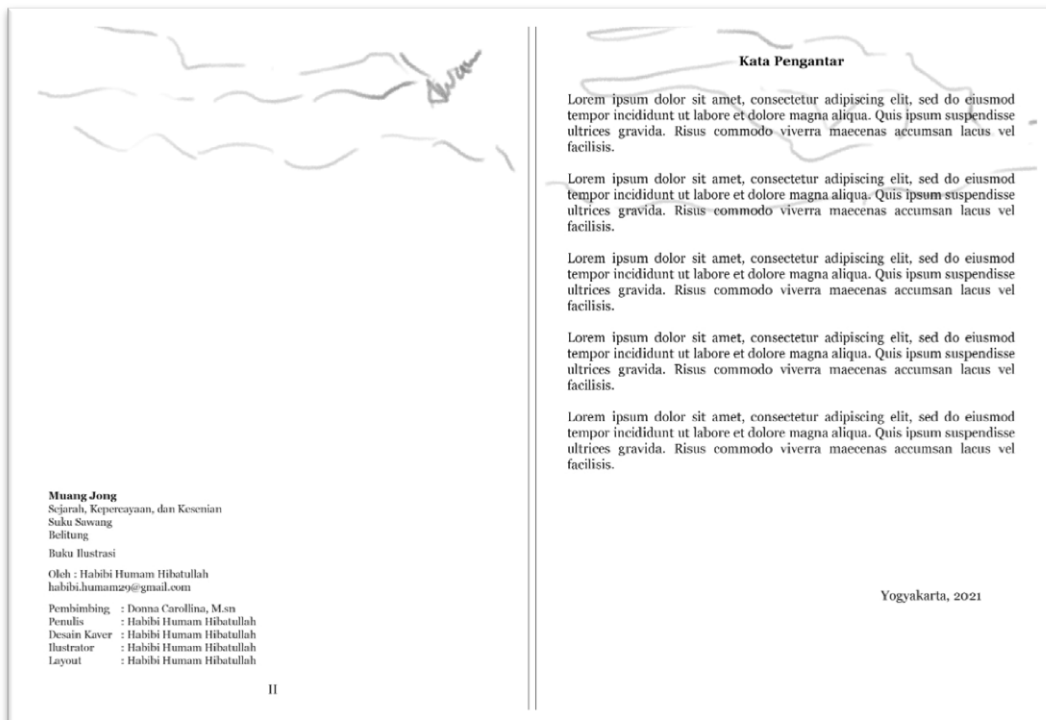 Muang Jong
Sejarah, Kepercayaan, dan Kesenian
Suku Sawang
Belitung
Buku Ilustrasi
Oleh : Habibi Humam Hibatullah
habibi.humam29@gmail.com
Pembimbing : Donna Carollina, M.sn
Penulis : Habibi Humam Hibatullah
Desain Kaver : Habibi Humam Hibatullah
Ilustrator : Habibi Humam Hibatullah
Layout : Habibi Humam Hibatullah
II
Kata Pengantar
Lorem ipsum dolor sit amet, consectetur adipiscing elit, sed do eiusmod
tempor incididunt ut labore et dolore magna aliqua. Quis ipsum suspendisse
ultrices gravida. Risus commodo viverra maecenas accumsan lacus vel
facilisis.
Lorem ipsum dolor sit amet, consectetur adipiscing elit, sed do eiusmod
tempor incididunt ut labore et dolore magna aliqua. Quis ipsum suspendisse
ultrices gravida. Risus commodo viverra maecenas accumsan lacus vel
facilisis.
Lorem ipsum dolor sit amet, consectetur adipiscing elit, sed do eiusmod
tempor incididunt ut labore et dolore magna aliqua. Quis ipsum suspendisse
ultrices gravida. Risus commodo viverra maecenas accumsan lacus vel
facilisis.
Lorem ipsum dolor sit amet, consectetur adipiscing elit, sed do eiusmod
tempor incididunt ut labore et dolore magna aliqua. Quis ipsum suspendisse
ultrices gravida. Risus commodo viverra maecenas accumsan lacus vel
facilisis.
Lorem ipsum dolor sit amet, consectetur adipiscing elit, sed do eiusmod
tempor incididunt ut labore et dolore magna aliqua. Quis ipsum suspendisse
ultrices gravida. Risus commodo viverra maecenas accumsan lacus vel
facilisis.
Yogyakarta, 2021